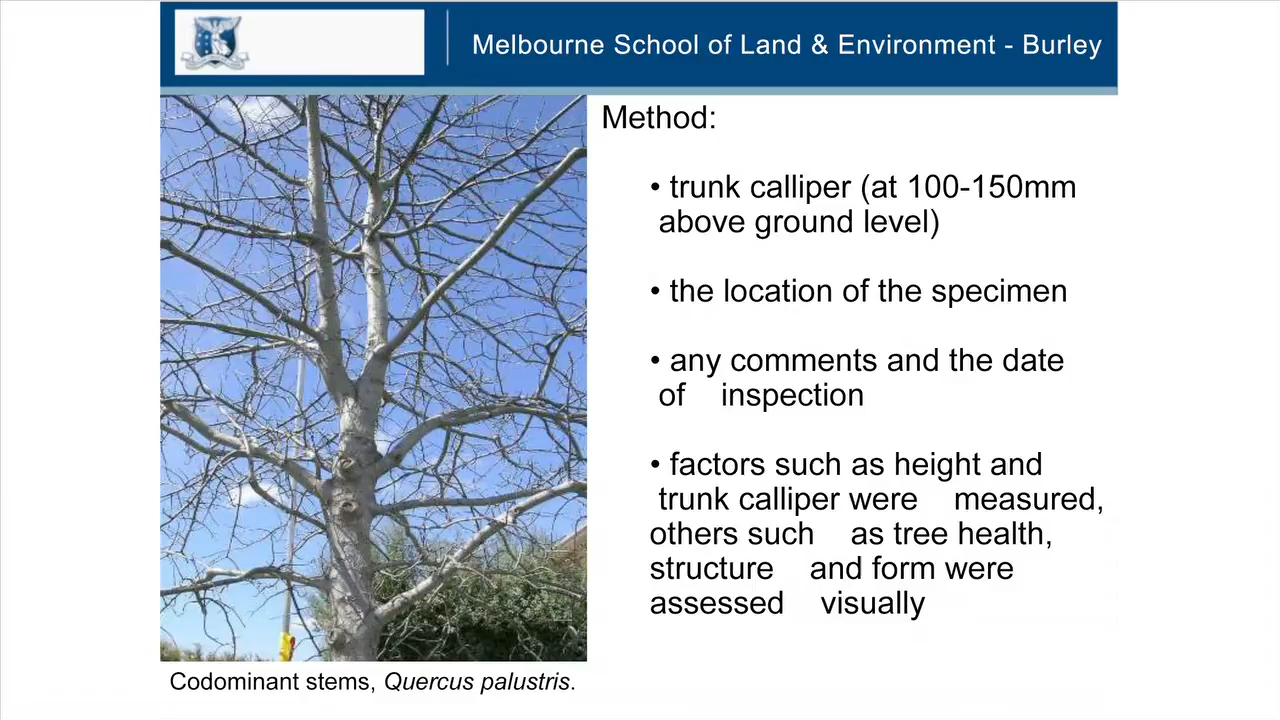 Melbourne School of Land & Environment - Burley
Method:
• trunk calliper (at 100-150mm
above ground level)
• the location of the specimen
• any comments and the date
of inspection
• factors such as height and
trunk calliper were measured,
others such as tree health,
structure and form were
assessed visually
Codominant stems, Quercus palustris.